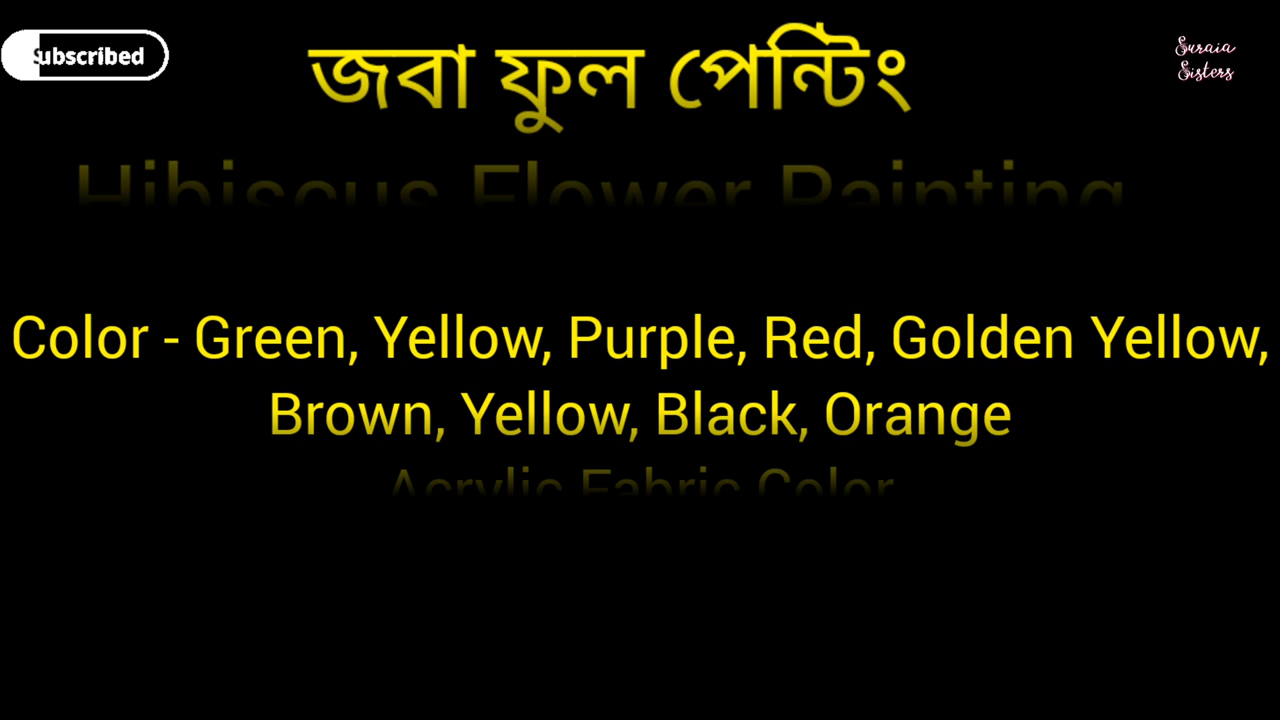 ubscribed
জবা ফুল পেন্টিং
Suraia
Sisters
Hibiscus Flower Painting
Color - Green, Yellow, Purple, Red, Golden Yellow,
Brown, Yellow, Black, Orange
Acrylic Fabric Color